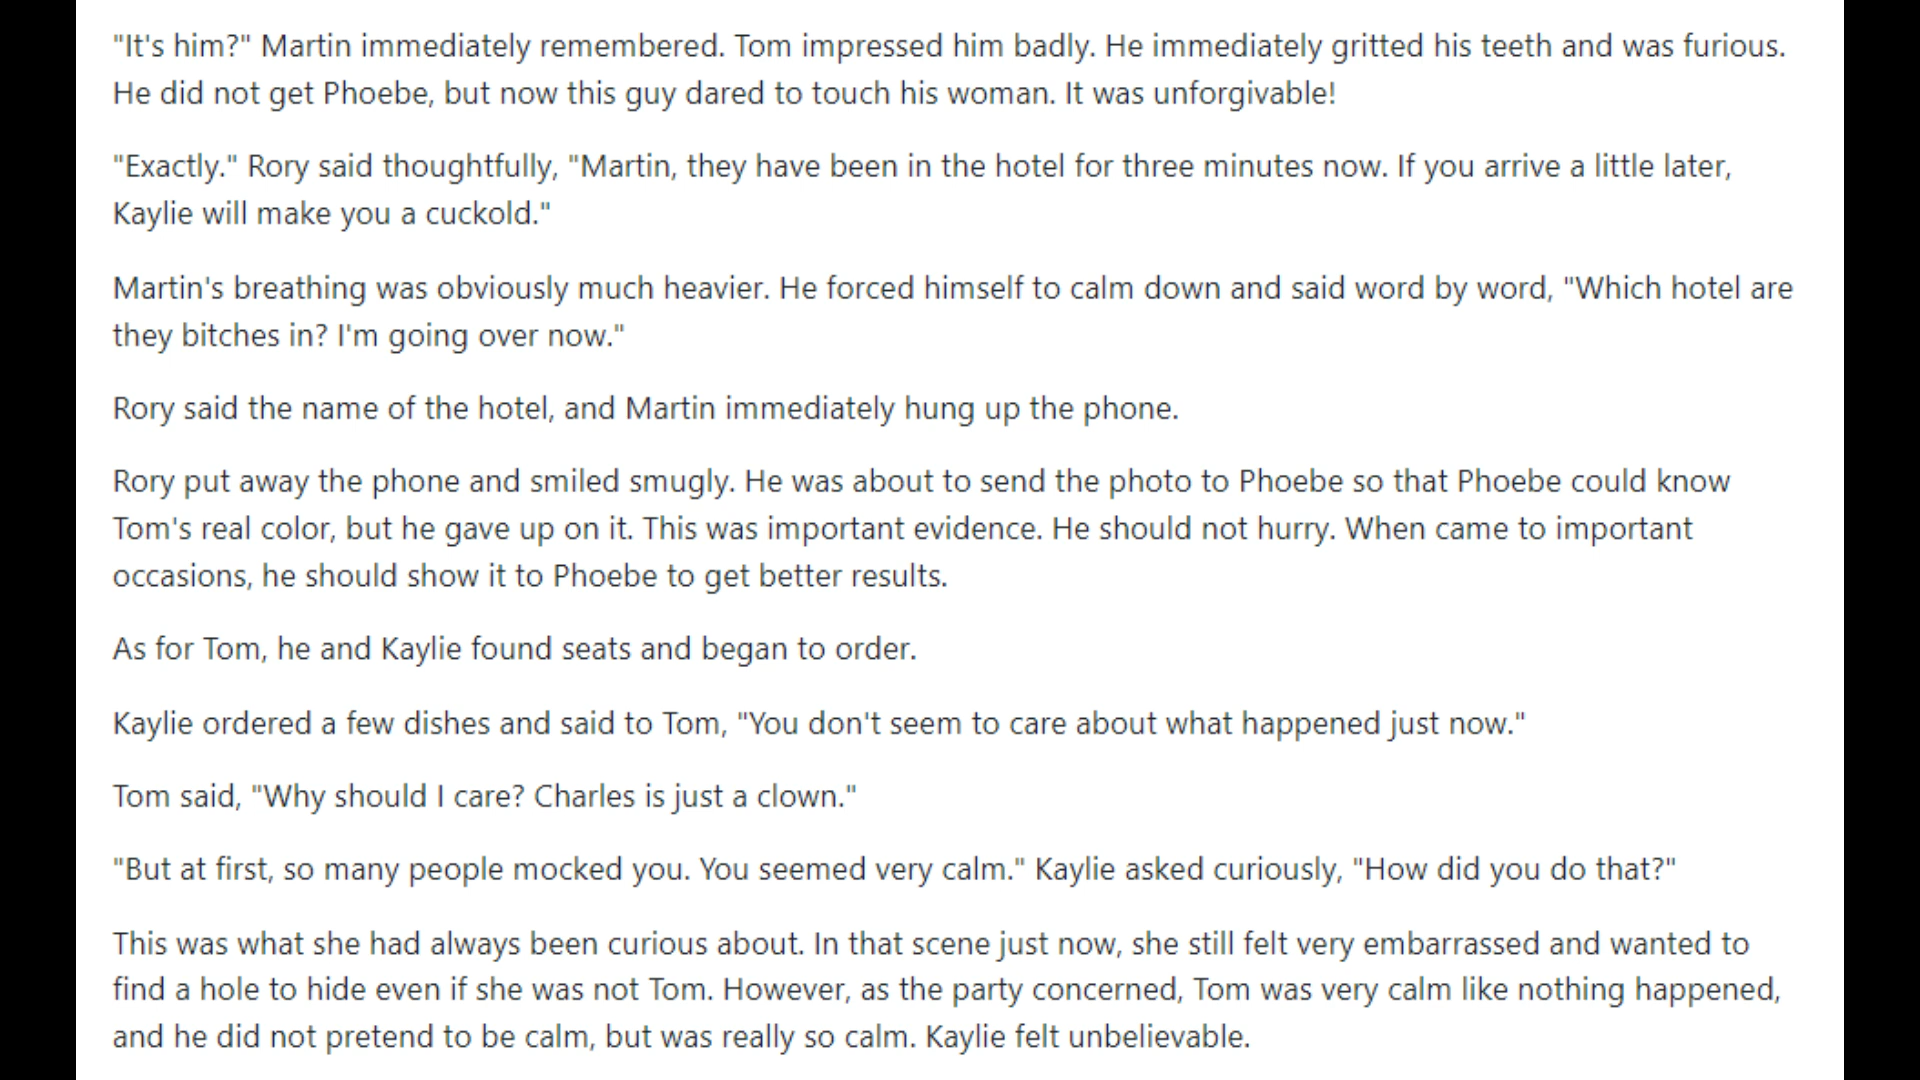 "It's him?" Martin immediately remembered. Tom impressed him badly. He immediately gritted his teeth and was furious.
He did not get Phoebe, but now this guy dared to touch his woman. It was unforgivable!
"Exactly." Rory said thoughtfully, "Martin, they have been in the hotel for three minutes now. If you arrive a little later,
Kaylie will make you a cuckold."
Martin's breathing was obviously much heavier. He forced himself to calm down and said word by word, "Which hotel are
they bitches in? I'm going over now."
Rory said the name of the hotel, and Martin immediately hung up the phone.
Rory put away the phone and smiled smugly. He was about to send the photo to Phoebe so that Phoebe could know
Tom's real color, but he gave up on it. This was important evidence. He should not hurry. When came to important
occasions, he should show it to Phoebe to get better results.
As for Tom, he and Kaylie found seats and began to order.
Kaylie ordered a few dishes and said to Tom, "You don't seem to care about what happened just now."
Tom said, "Why should I care? Charles is just a clown."
"But at first, so many people mocked you. You seemed very calm." Kaylie asked curiously, "How did you do that?"
This was what she had always been curious about. In that scene just now, she still felt very embarrassed and wanted to
find a hole to hide even if she was not Tom. However, as the party concerned, Tom was very calm like nothing happened,
and he did not pretend to be calm, but was really so calm. Kaylie felt unbelievable.